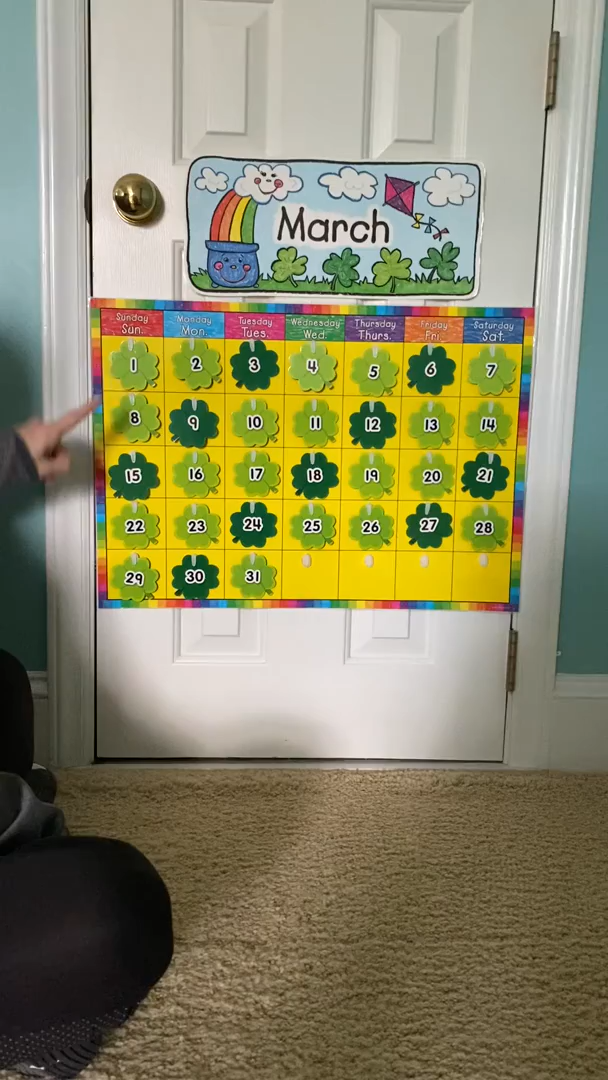 March
Sunday Monday Tuesday Wednesday Thursday Friday Saturday
Sun. Mon. Tues. Wed. Thurs. Fri. Sat.
1 2 3 4 5 6 7
8 9 10 11 12 13 14
15 16 17 18 19 20 21
22 23 24 25 26 27 28
29 30 31